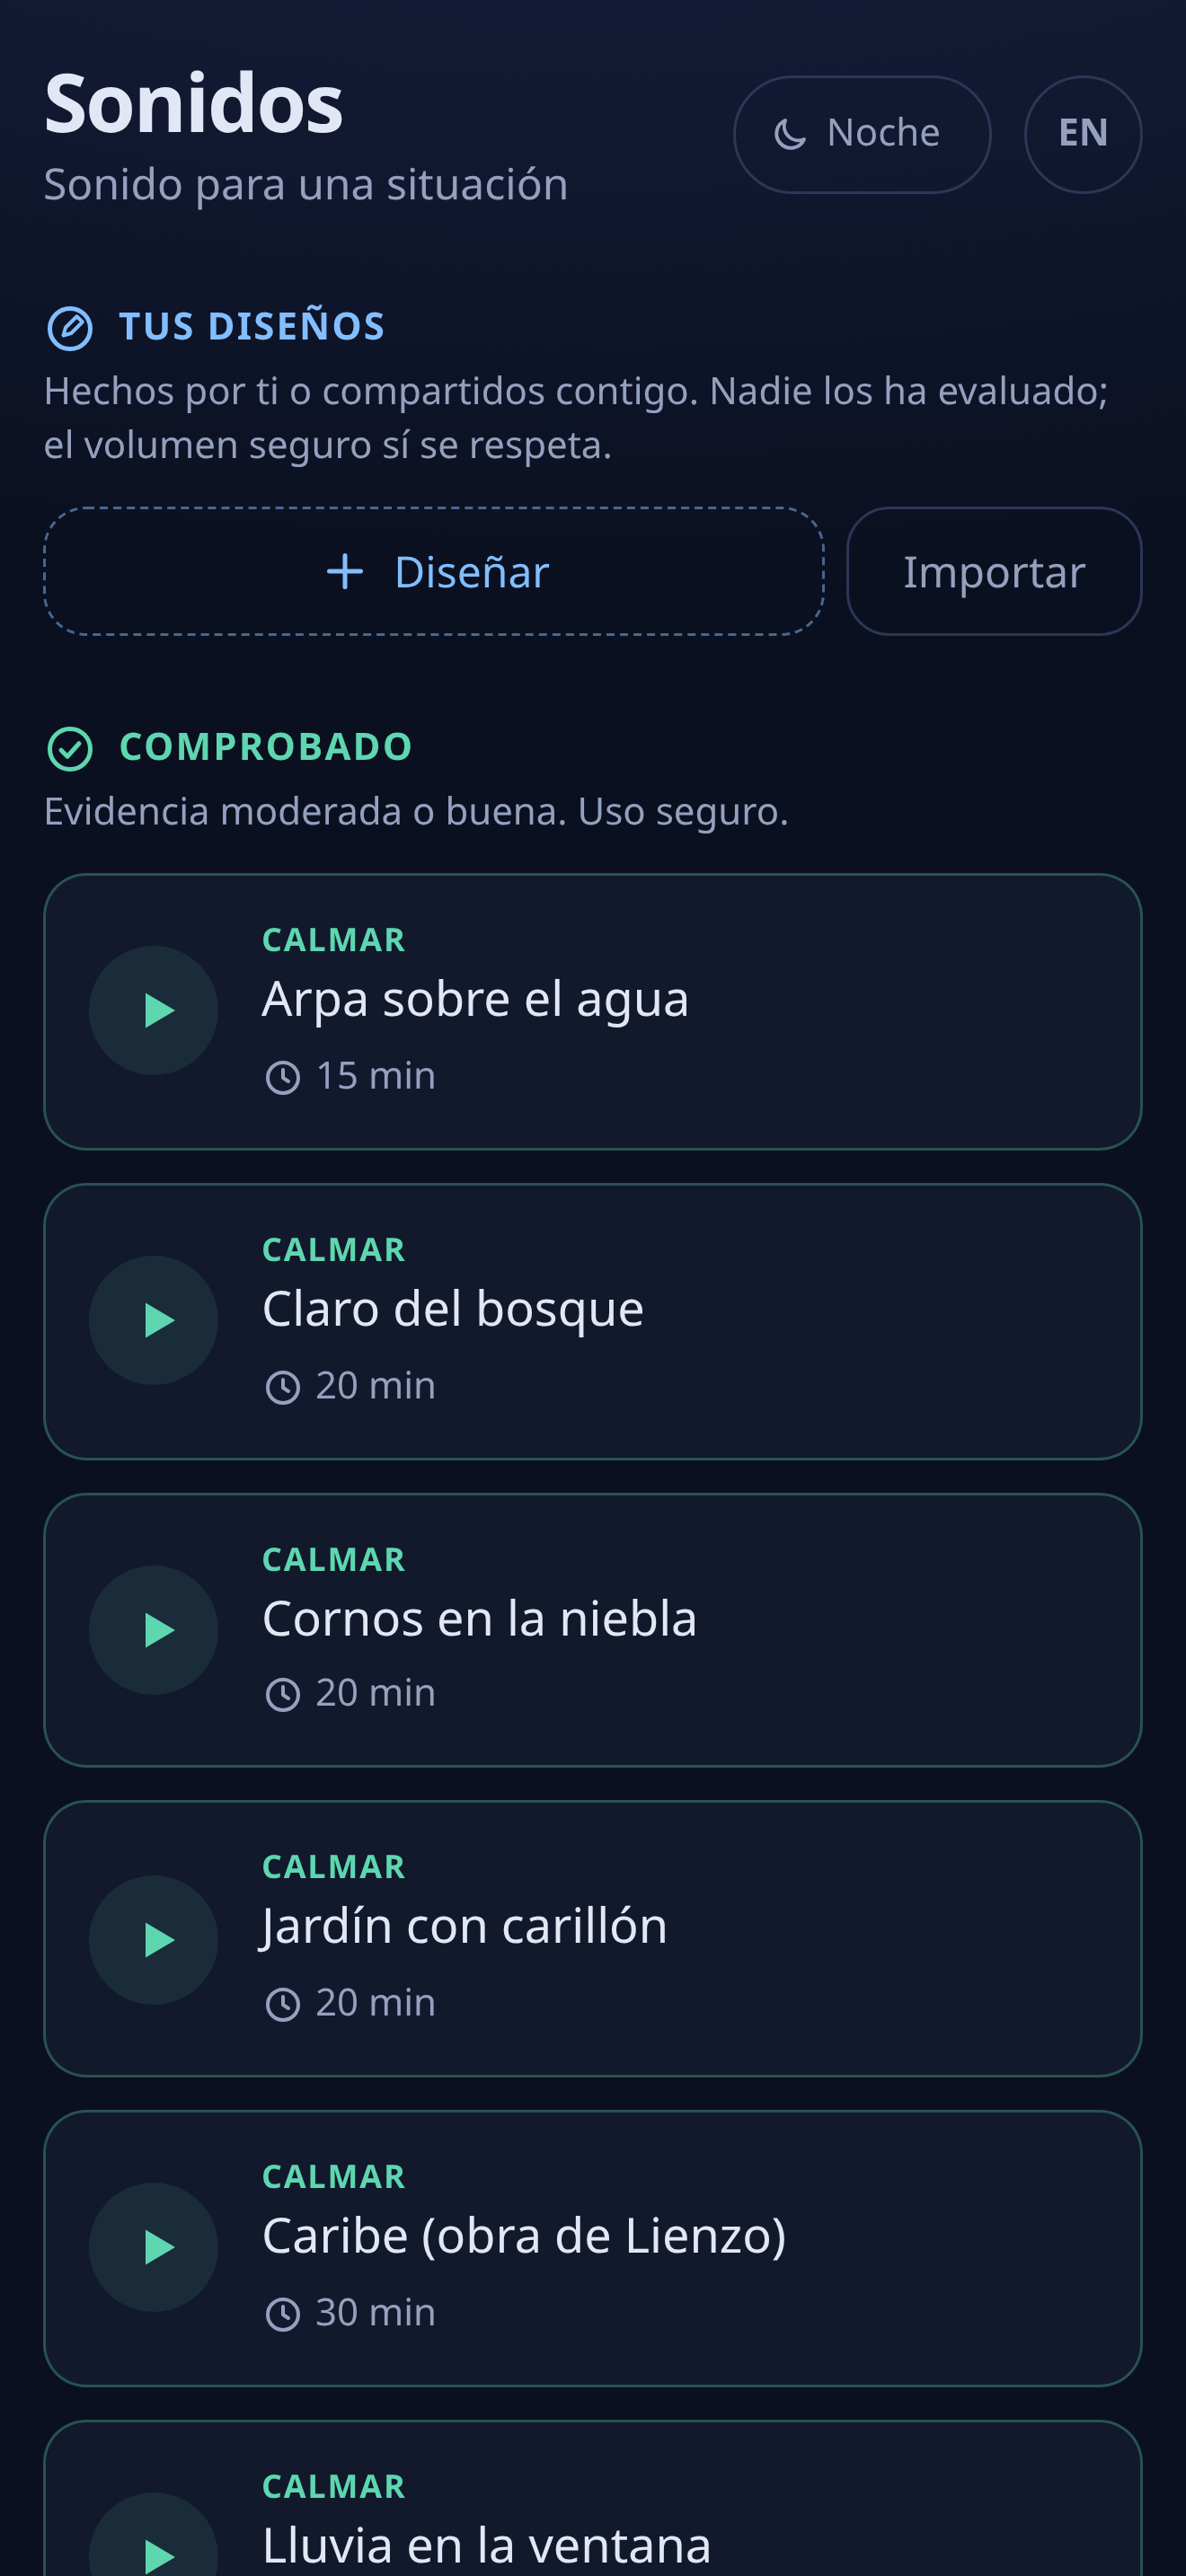 Sonidos
Sonido para una situación
Noche
EN
TUS DISEÑOS
Hechos por ti o compartidos contigo. Nadie los ha evaluado;
el volumen seguro sí se respeta.
Diseñar
Importar
COMPROBADO
Evidencia moderada o buena. Uso seguro.
CALMAR
Arpa sobre el agua
15 min
CALMAR
Claro del bosque
20 min
CALMAR
Cornos en la niebla
20 min
CALMAR
Jardín con carillón
20 min
CALMAR
Caribe (obra de Lienzo)
30 min
CALMAR
Lluvia en la ventana